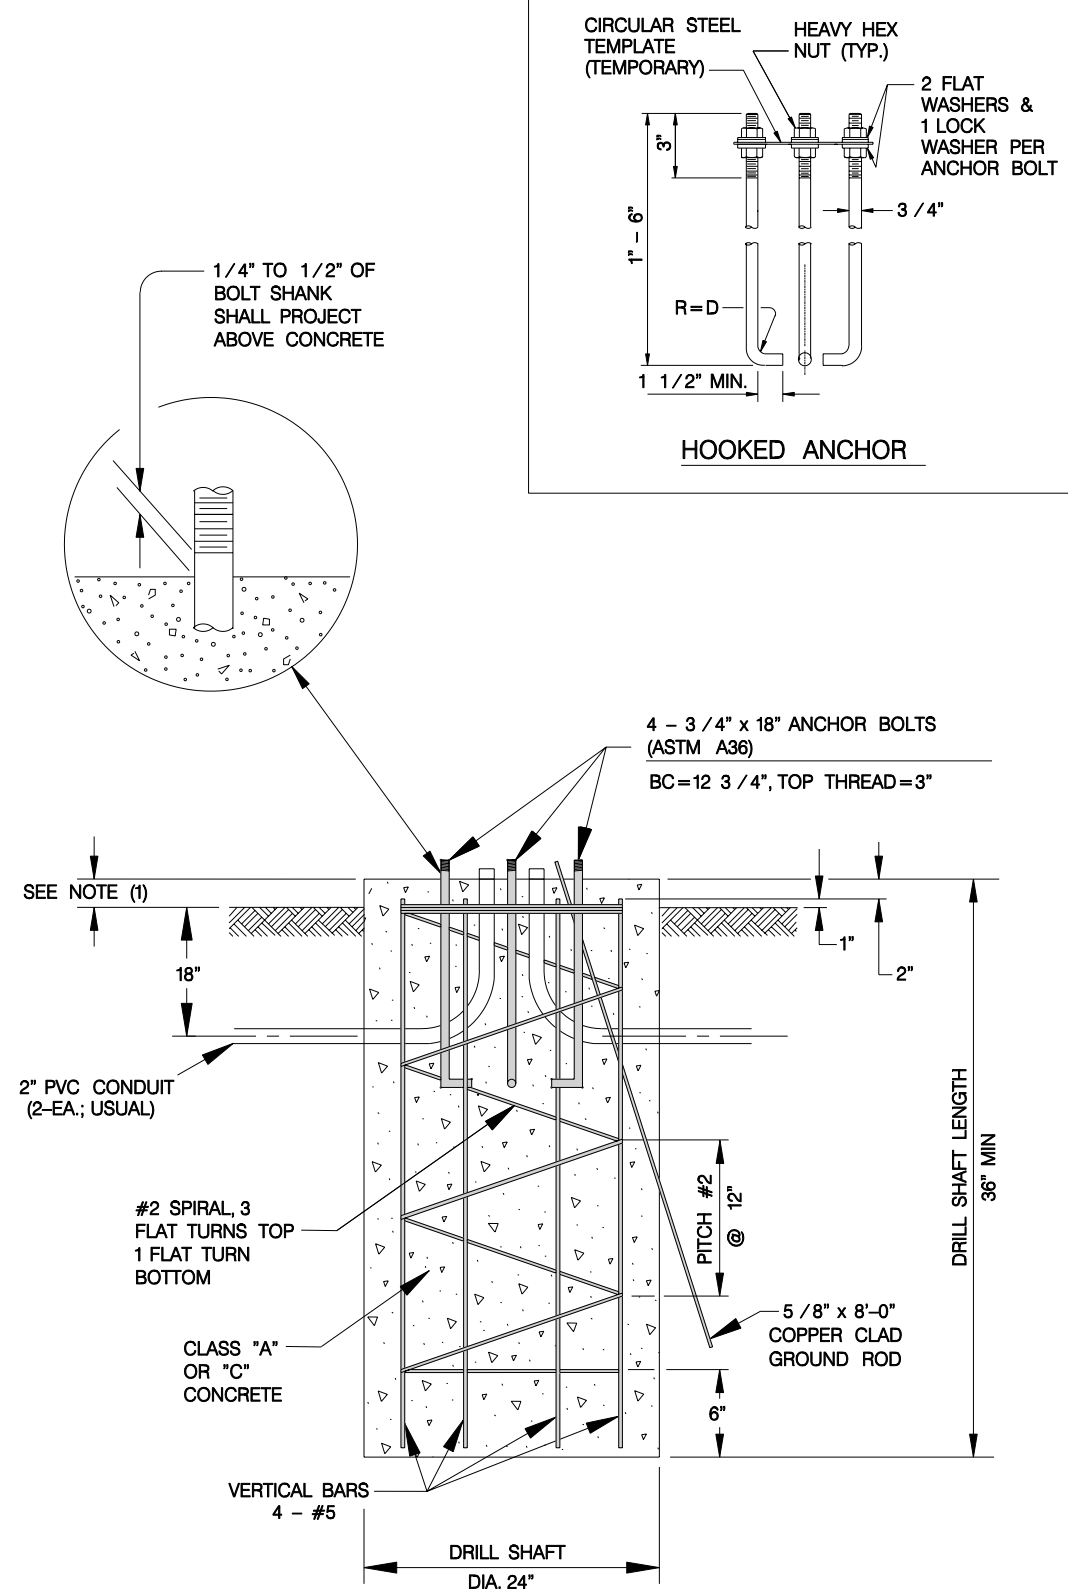 CIRCULAR STEEL
TEMPLATE
(TEMPORARY)
HEAVY HEX
NUT (TYP.)
2 FLAT
WASHERS &
1 LOCK
WASHER PER
ANCHOR BOLT
3"
1" - 6"
3/4"
R=D
1 1/2" MIN.
HOOKED ANCHOR
1/4" TO 1/2" OF
BOLT SHANK
SHALL PROJECT
ABOVE CONCRETE
4 - 3/4" x 18" ANCHOR BOLTS
(ASTM A36)
BC=12 3/4", TOP THREAD=3"
SEE NOTE (1)
18"
1"
2"
2" PVC CONDUIT
(2-EA.; USUAL)
#2 SPIRAL, 3
FLAT TURNS TOP
1 FLAT TURN
BOTTOM
PITCH #2
@ 12"
DRILL SHAFT LENGTH
36" MIN
5/8" x 8'-0"
COPPER CLAD
GROUND ROD
CLASS "A"
OR "C"
CONCRETE
6"
VERTICAL BARS
4 - #5
DRILL SHAFT
DIA. 24"